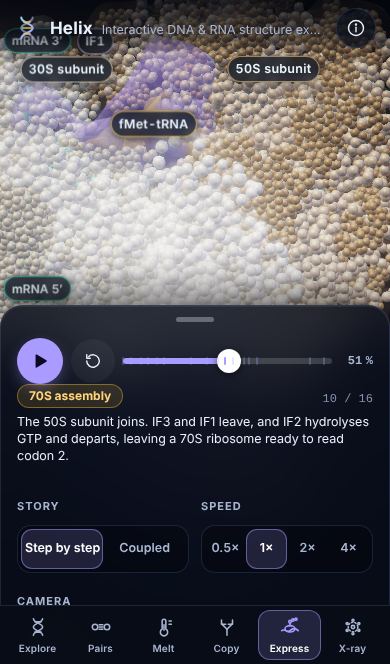 Helix Interactive DNA & RNA structure ex...
mRNA 3′ IF1
30S subunit 50S subunit
fMet-tRNA
mRNA 5′
51 %
70S assembly 10 / 16
The 50S subunit joins. IF3 and IF1 leave, and IF2 hydrolyses
GTP and departs, leaving a 70S ribosome ready to read
codon 2.
STORY SPEED
Step by step Coupled 0.5× 1× 2× 4×
CAMERA
Explore Pairs Melt Copy Express X-ray